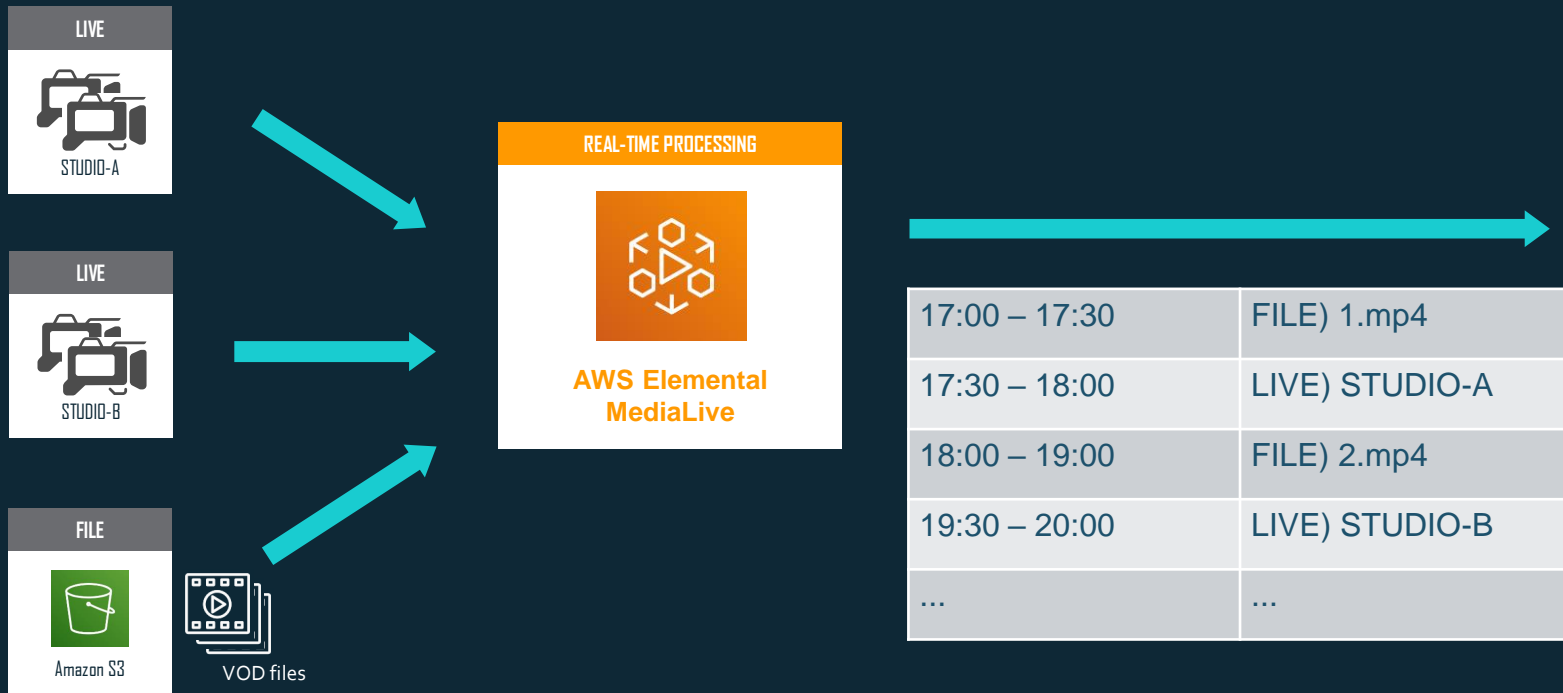 LIVE
STUDIO-A
LIVE
STUDIO-B
FILE
Amazon S3
VOD files
REAL-TIME PROCESSING
AWS Elemental
MediaLive
17:00 – 17:30 FILE) 1.mp4
17:30 – 18:00 LIVE) STUDIO-A
18:00 – 19:00 FILE) 2.mp4
19:30 – 20:00 LIVE) STUDIO-B
... ...